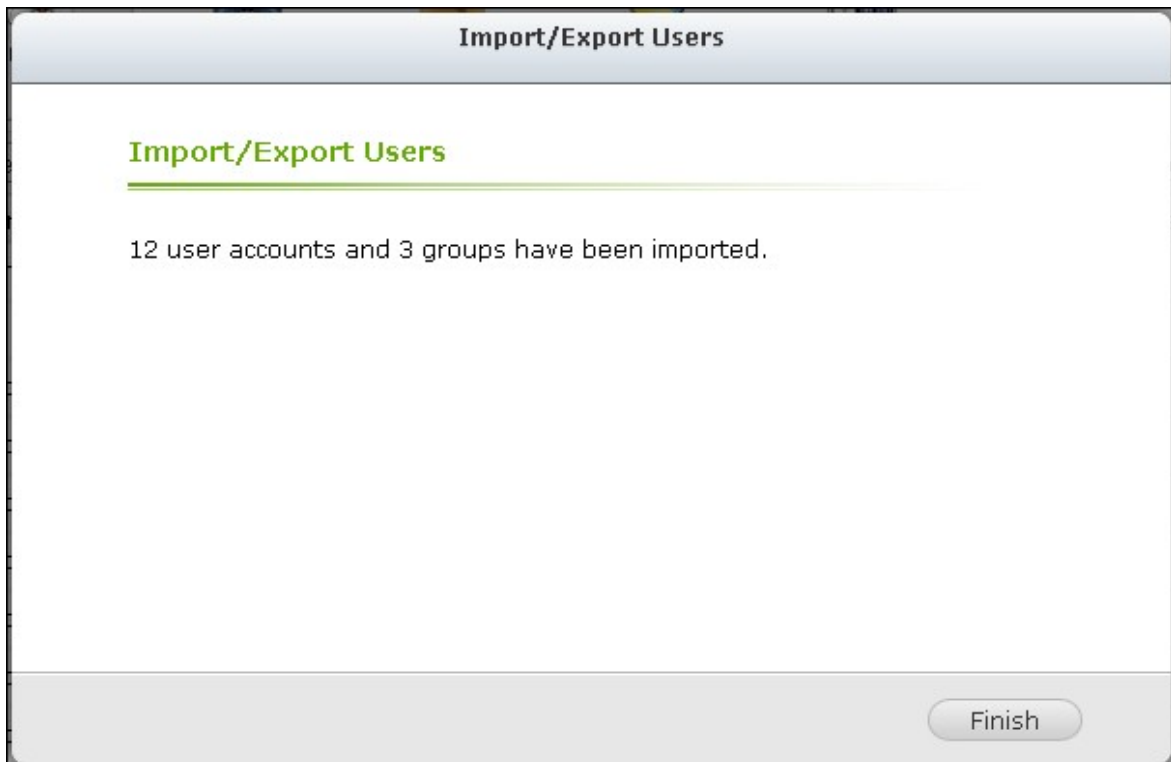 Import/Export Users
Import/Export Users
12 user accounts and 3 groups have been imported.
Finish